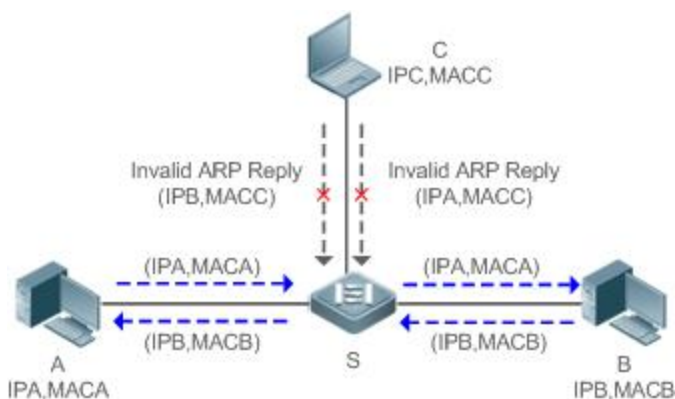 C
IPC,MACC
Invalid ARP Reply
(IPB,MACC)
Invalid ARP Reply
(IPA,MACC)
(IPA,MACA)
(IPA,MACA)
(IPB,MACB)
(IPB,MACB)
A
IPA,MACA
S
B
IPB,MACB